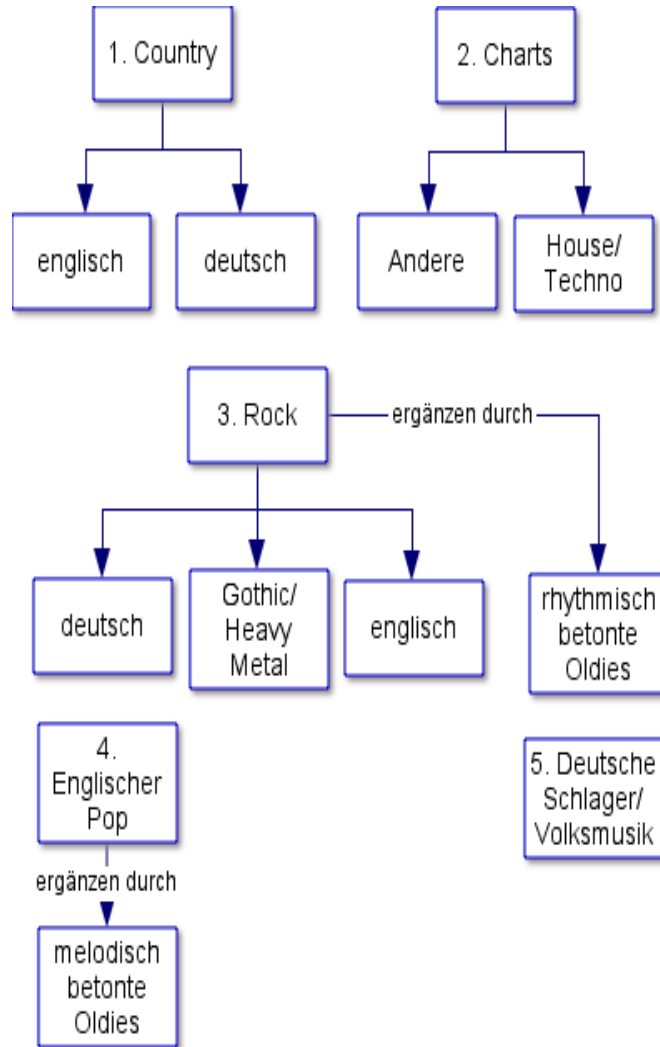 1. Country
2. Charts
englisch
deutsch
Andere
House/
Techno
3. Rock
ergänzen durch
deutsch
Gothic/
Heavy
Metal
englisch
rhythmisch
betonte
Oldies
4.
Englischer
Pop
5. Deutsche
Schlager/
Volksmusik
ergänzen durch
melodisch
betonte
Oldies